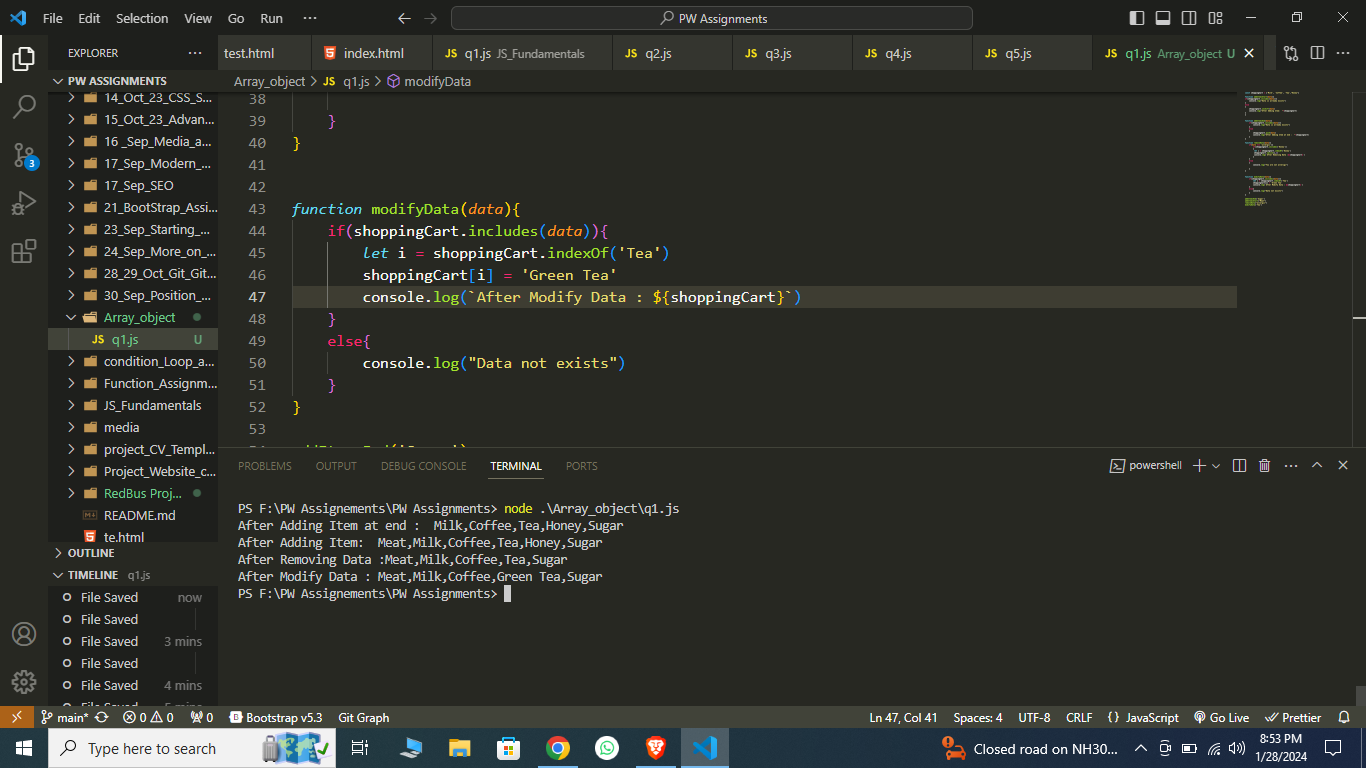 File Edit Selection View Go Run ··· PW Assignments
EXPLORER ···
test.html index.html q1.js JS_Fundamentals q2.js q3.js q4.js q5.js q1.js Array_object U
PW ASSIGNMENTS
Array_object > JS q1.js > modifyData
14_Oct_23_CSS_S...
15_Oct_23_Advan...
16 _Sep_Media_a...
17_Sep_Modern_...
17_Sep_SEO
21_BootStrap_Assi...
23_Sep_Starting_...
24_Sep_More_on_...
28_29_Oct_Git_Git...
30_Sep_Position_...
Array_object
JS q1.js U
condition_Loop_a...
Function_Assignm...
JS_Fundamentals
media
project_CV_Templ...
Project_Website_c...
RedBus Proj...
README.md
te.html
OUTLINE
TIMELINE q1.js
File Saved now
File Saved
File Saved 3 mins
File Saved
File Saved 4 mins
38
39 }
40 }
41
42
43 function modifyData(data){
44 if(shoppingCart.includes(data)){
45 let i = shoppingCart.indexOf('Tea')
46 shoppingCart[i] = 'Green Tea'
47 console.log(`After Modify Data : ${shoppingCart}`)
48 }
49 else{
50 console.log("Data not exists")
51 }
52 }
53
PROBLEMS OUTPUT DEBUG CONSOLE TERMINAL PORTS powershell
PS F:\PW Assignements\PW Assignments> node .\Array_object\q1.js
After Adding Item at end :  Milk,Coffee,Tea,Honey,Sugar
After Adding Item:  Meat,Milk,Coffee,Tea,Honey,Sugar
After Removing Data :Meat,Milk,Coffee,Tea,Sugar
After Modify Data : Meat,Milk,Coffee,Green Tea,Sugar
PS F:\PW Assignements\PW Assignments>
main* 0 0 0 Bootstrap v5.3 Git Graph Ln 47, Col 41 Spaces: 4 UTF-8 CRLF {} JavaScript Go Live Prettier
Type here to search
Closed road on NH30...
8:53 PM
1/28/2024
3